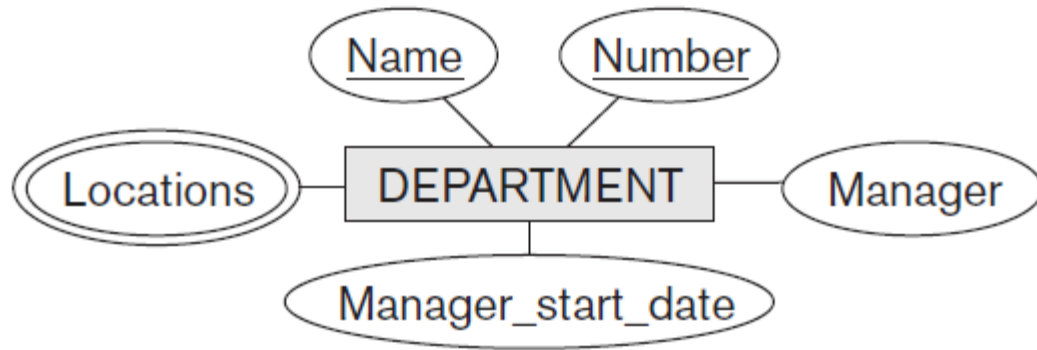 Name
Number
Locations
DEPARTMENT
Manager
Manager_start_date